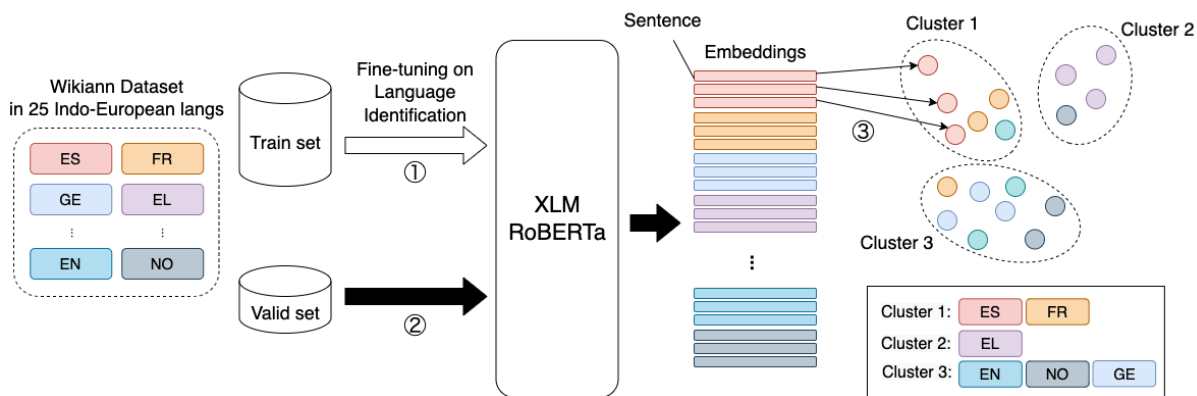 Wikiann Dataset
in 25 Indo-European langs
ES FR
GE EL
⋮ ⋮
EN NO
Train set
Valid set
Fine-tuning on
Language
Identification
①
②
XLM
RoBERTa
Sentence
Embeddings
⋮
③
Cluster 1
Cluster 2
Cluster 3
Cluster 1: ES FR
Cluster 2: EL
Cluster 3: EN NO GE